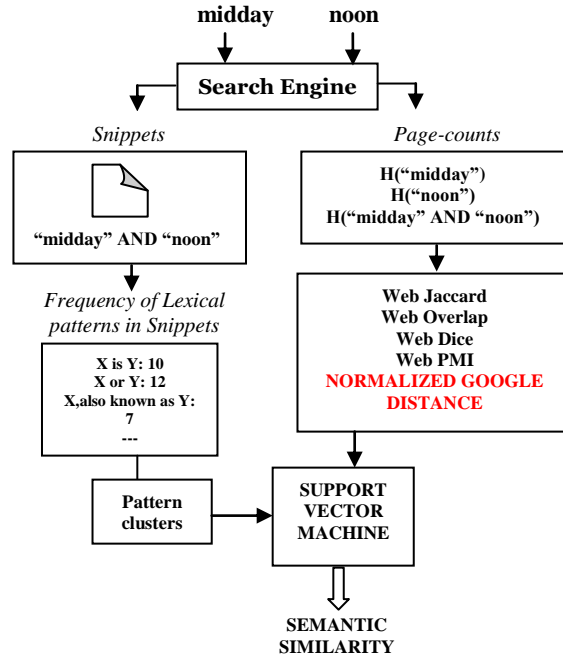 midday
noon
Search Engine
Snippets
“midday” AND “noon”
Frequency of Lexical
patterns in Snippets
X is Y: 10
X or Y: 12
X,also known as Y:
7
---
Pattern
clusters
Page-counts
H(“midday”)
H(“noon”)
H(“midday” AND “noon”)
Web Jaccard
Web Overlap
Web Dice
Web PMI
NORMALIZED GOOGLE
DISTANCE
SUPPORT
VECTOR
MACHINE
SEMANTIC
SIMILARITY